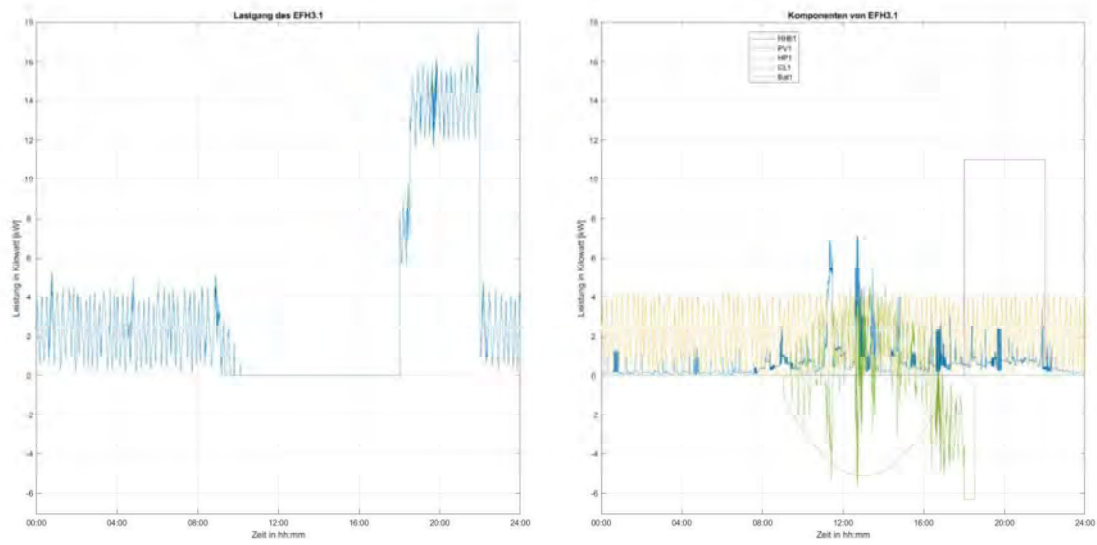 Lastgang des EFH3.1
Leistung in Kilowatt [kW]
18
16
14
12
10
8
6
4
2
0
-2
-4
-6
00:00 04:00 08:00 12:00 16:00 20:00 24:00
Zeit in hh:mm
Komponenten von EFH3.1
HHB1
PV1
HP1
CL1
Bat1
Leistung in Kilowatt [kW]
18
16
14
12
10
8
6
4
2
0
-2
-4
-6
00:00 04:00 08:00 12:00 16:00 20:00 24:00
Zeit in hh:mm